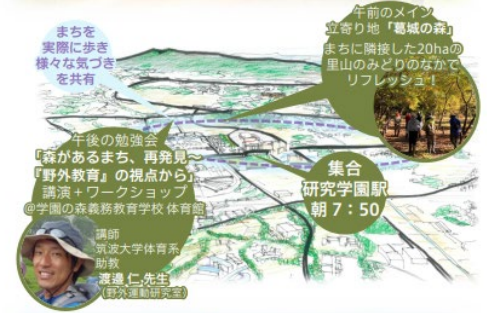 まちを
実際に歩き
様々な気づき
を共有
午前のメイン
立寄り地「葛城の森」
まちに隣接した20haの
里山のみどりのなかで
リフレッシュ！
午後の勉強会
「森があるまち、再発見～
『野外教育』の視点から」
講演＋ワークショップ
@学園の森義務教育学校 体育館
講師
筑波大学体育系
助教
渡邉 仁 先生
（野外運動研究室）
集合
研究学園駅
朝 7：50